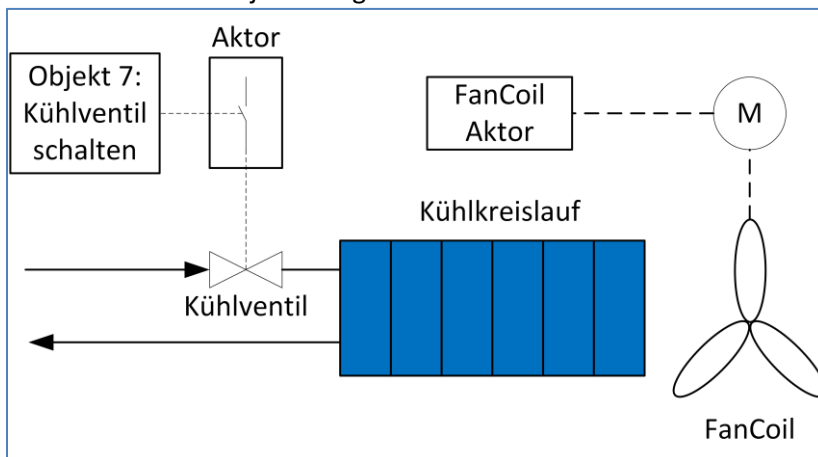 Aktor
Objekt 7:
Kühlventil
schalten
FanCoil
Aktor
M
Kühlkreislauf
Kühlventil
FanCoil